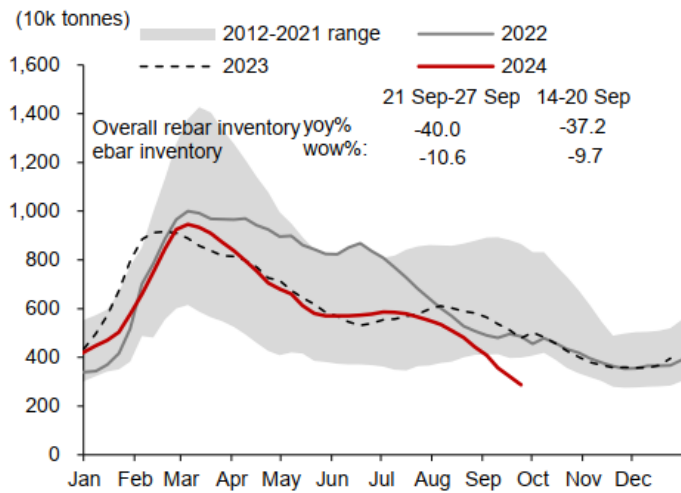 (10k tonnes)
2012-2021 range
2022
2023
2024
21 Sep-27 Sep 14-20 Sep
Overall rebar inventory yoy% -40.0 -37.2
ebar inventory wow%: -10.6 -9.7
1,600
1,400
1,200
1,000
800
600
400
200
0
Jan Feb Mar Apr May Jun Jul Aug Sep Oct Nov Dec